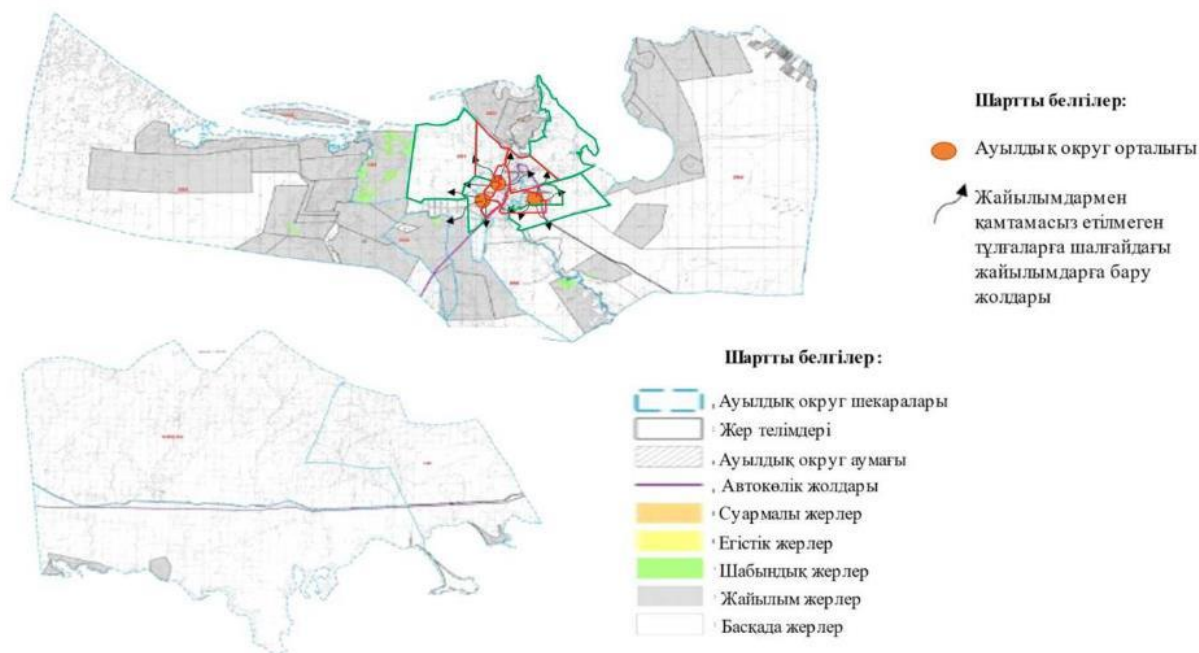 Шартты белгілер:
Ауылдық округ орталығы
Жайылымдармен
қамтамасыз етілмеген
тұлғаларға шалғайдағы
жайылымдарға бару
жолдары
Шартты белгілер:
Ауылдық округ шекаралары
Жер телімдері
Ауылдық округ аумағы
Автокөлік жолдары
Суармалы жерлер
Егістік жерлер
Шабындық жерлер
Жайылым жерлер
Басқада жерлер